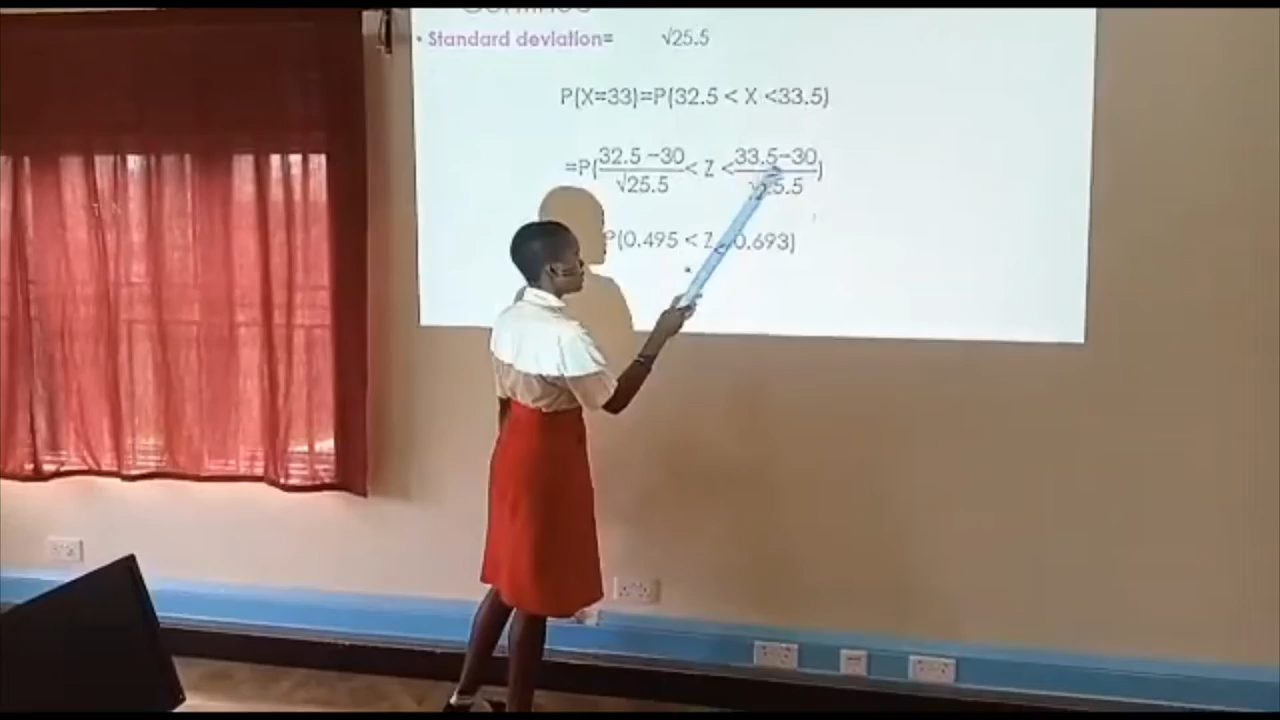 • Standard deviation= √25.5
P(X=33)=P(32.5 < X <33.5)
=P(32.5 −30/√25.5 < Z < 33.5−30/√25.5)
P(0.495 < Z 0.693)